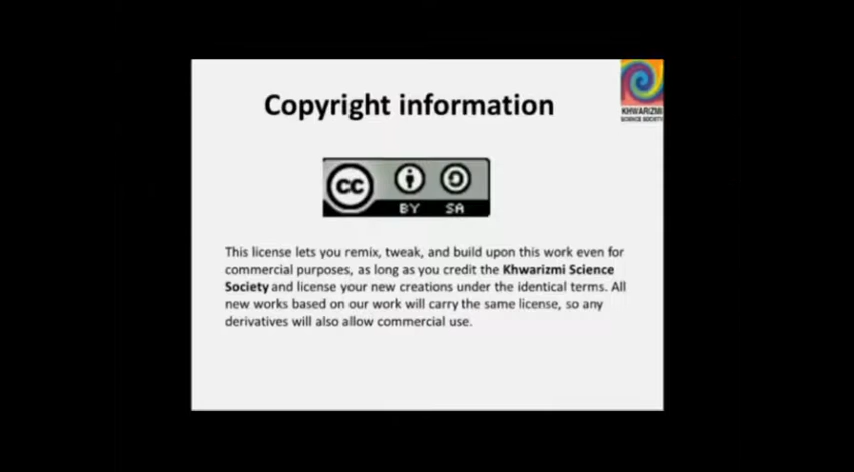 Copyright information
KHWARIZMI
SCIENCE SOCIETY
cc
BY SA
This license lets you remix, tweak, and build upon this work even for
commercial purposes, as long as you credit the Khwarizmi Science
Society and license your new creations under the identical terms. All
new works based on our work will carry the same license, so any
derivatives will also allow commercial use.